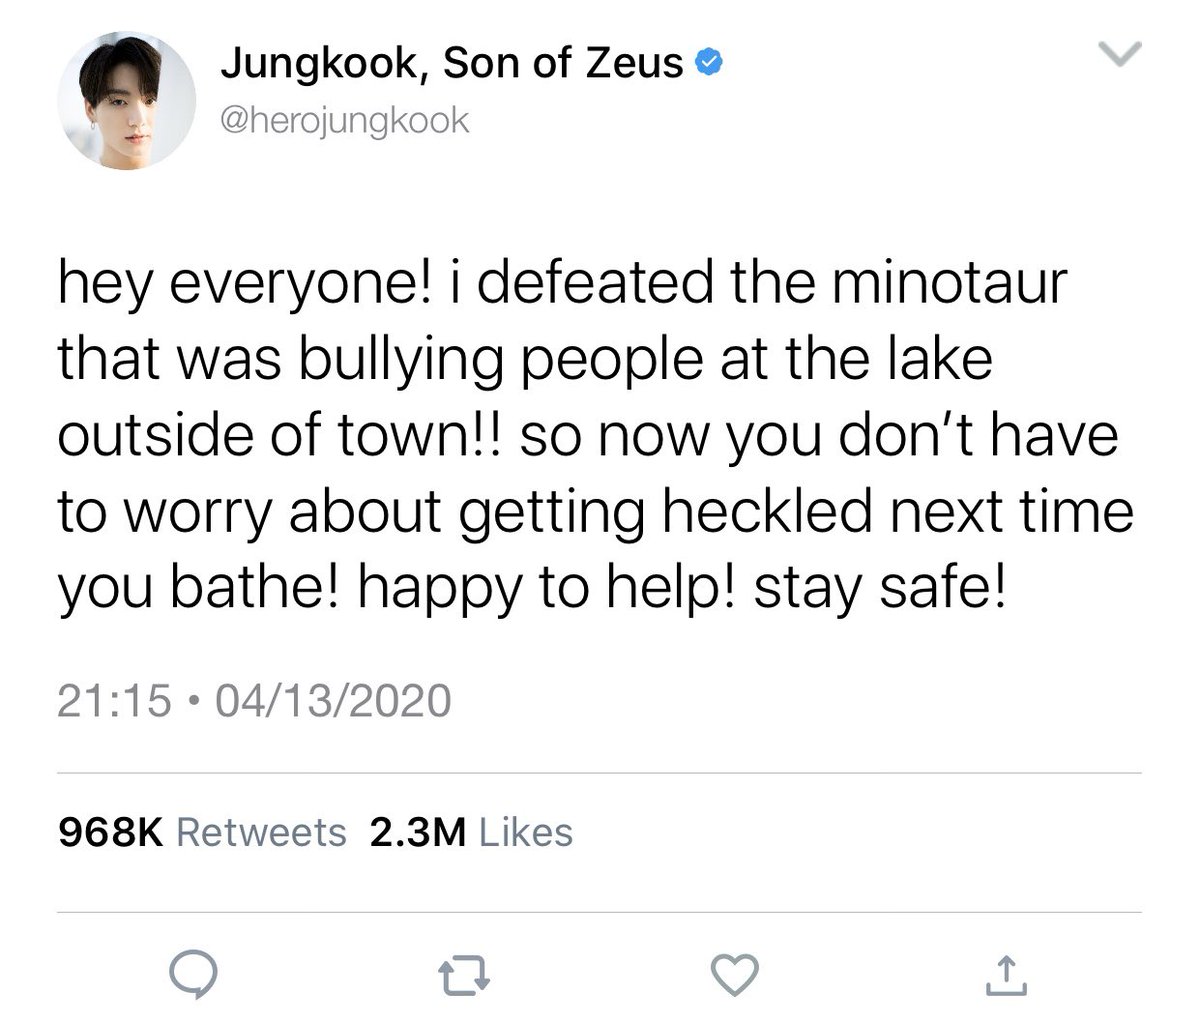 Jungkook, Son of Zeus
@herojungkook
hey everyone! i defeated the minotaur
that was bullying people at the lake
outside of town!! so now you don’t have
to worry about getting heckled next time
you bathe! happy to help! stay safe!
21:15 • 04/13/2020
968K Retweets 2.3M Likes